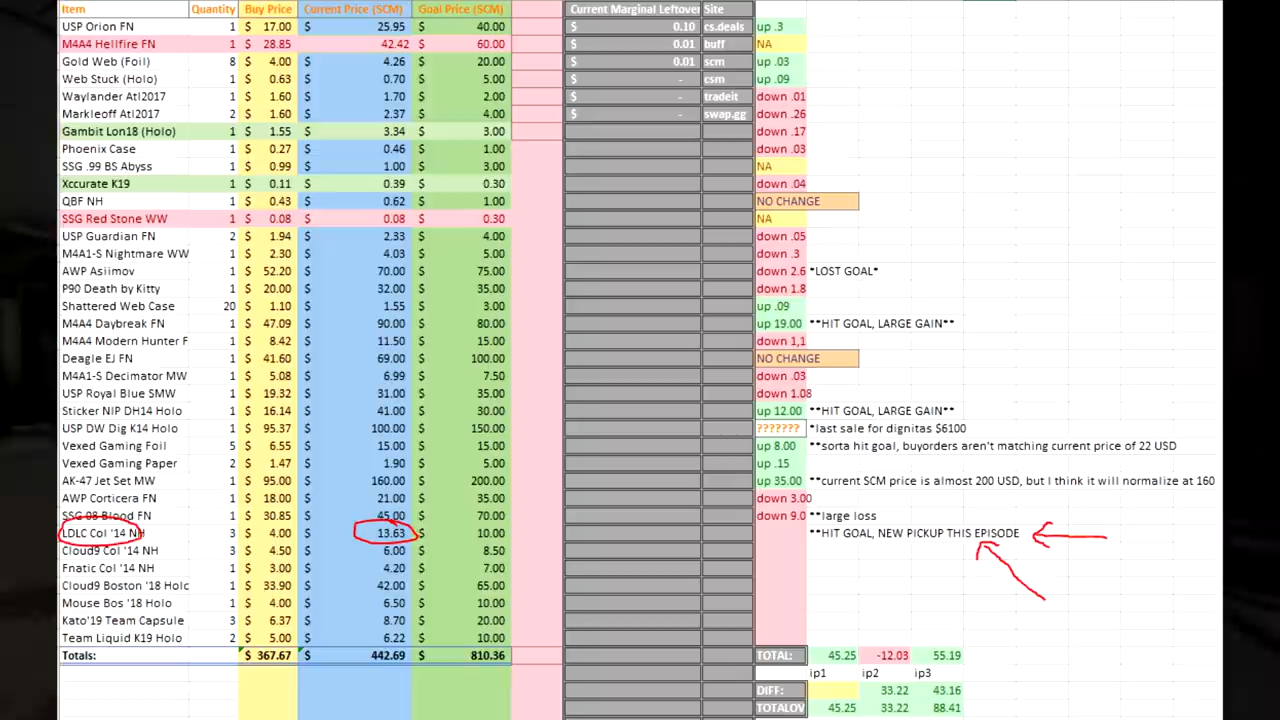 Item Quantity Buy Price Current Price (SCM) Goal Price (SCM) Current Marginal Leftover Site
USP Orion FN 1 $ 17.00 $ 25.95 $ 40.00 $ 0.10 cs.deals up .3
M4A4 Hellfire FN 1 $ 28.85 42.42 $ 60.00 $ 0.01 buff NA
Gold Web (Foil) 8 $ 4.00 $ 4.26 $ 20.00 $ 0.01 scm up .03
Web Stuck (Holo) 1 $ 0.63 $ 0.70 $ 5.00 $ - csm up .09
Waylander Atl2017 1 $ 1.60 $ 1.70 $ 2.00 $ - tradeit down .01
Markleoff Atl2017 2 $ 1.60 $ 2.37 $ 4.00 $ - swap.gg down .26
Gambit Lon18 (Holo) 1 $ 1.55 $ 3.34 $ 3.00 down .17
Phoenix Case 1 $ 0.27 $ 0.46 $ 1.00 down .03
SSG .99 BS Abyss 1 $ 0.99 $ 1.00 $ 3.00 NA
Xccurate K19 1 $ 0.11 $ 0.39 $ 0.30 down .04
QBF NH 1 $ 0.43 $ 0.62 $ 1.00 NO CHANGE
SSG Red Stone WW 1 $ 0.08 $ 0.08 $ 0.30 NA
USP Guardian FN 2 $ 1.94 $ 2.33 $ 4.00 down .05
M4A1-S Nightmare WW 1 $ 2.30 $ 4.03 $ 5.00 down .3
AWP Asiimov 1 $ 52.20 $ 70.00 $ 75.00 down 2.6 *LOST GOAL*
P90 Death by Kitty 1 $ 20.00 $ 32.00 $ 35.00 down 1.8
Shattered Web Case 20 $ 1.10 $ 1.55 $ 3.00 up .09
M4A4 Daybreak FN 1 $ 47.09 $ 90.00 $ 80.00 up 19.00 **HIT GOAL, LARGE GAIN**
M4A4 Modern Hunter F 1 $ 8.42 $ 11.50 $ 15.00 down 1,1
Deagle EJ FN 1 $ 41.60 $ 69.00 $ 100.00 NO CHANGE
M4A1-S Decimator MW 1 $ 5.08 $ 6.99 $ 7.50 down .03
USP Royal Blue SMW 1 $ 19.32 $ 31.00 $ 35.00 down 1.08
Sticker NIP DH14 Holo 1 $ 16.14 $ 41.00 $ 30.00 up 12.00 **HIT GOAL, LARGE GAIN**
USP DW Dig K14 Holo 1 $ 95.37 $ 100.00 $ 150.00 ??????? *last sale for dignitas $6100
Vexed Gaming Foil 5 $ 6.55 $ 15.00 $ 15.00 up 8.00 **sorta hit goal, buyorders aren't matching current price of 22 USD
Vexed Gaming Paper 2 $ 1.47 $ 1.90 $ 5.00 up .15
AK-47 Jet Set MW 1 $ 95.00 $ 160.00 $ 200.00 up 35.00 **current SCM price is almost 200 USD, but I think it will normalize at 160
AWP Corticera FN 1 $ 18.00 $ 21.00 $ 35.00 down 3.00
SSG 08 Blood FN 1 $ 30.85 $ 45.00 $ 70.00 down 9.0 **large loss
LDLC Col '14 NH 3 $ 4.00 $ 13.63 $ 10.00 **HIT GOAL, NEW PICKUP THIS EPISODE
Cloud9 Col '14 NH 3 $ 4.50 $ 6.00 $ 8.50
Fnatic Col '14 NH 1 $ 3.00 $ 4.20 $ 7.00
Cloud9 Boston '18 Holo 1 $ 33.90 $ 42.00 $ 65.00
Mouse Bos '18 Holo 1 $ 4.00 $ 6.50 $ 10.00
Kato'19 Team Capsule 3 $ 6.37 $ 8.70 $ 20.00
Team Liquid K19 Holo 2 $ 5.00 $ 6.22 $ 10.00
Totals: $ 367.67 $ 442.69 $ 810.36 TOTAL: 45.25 -12.03 55.19
ip1 ip2 ip3
DIFF: 33.22 43.16
TOTALOV 45.25 33.22 88.41